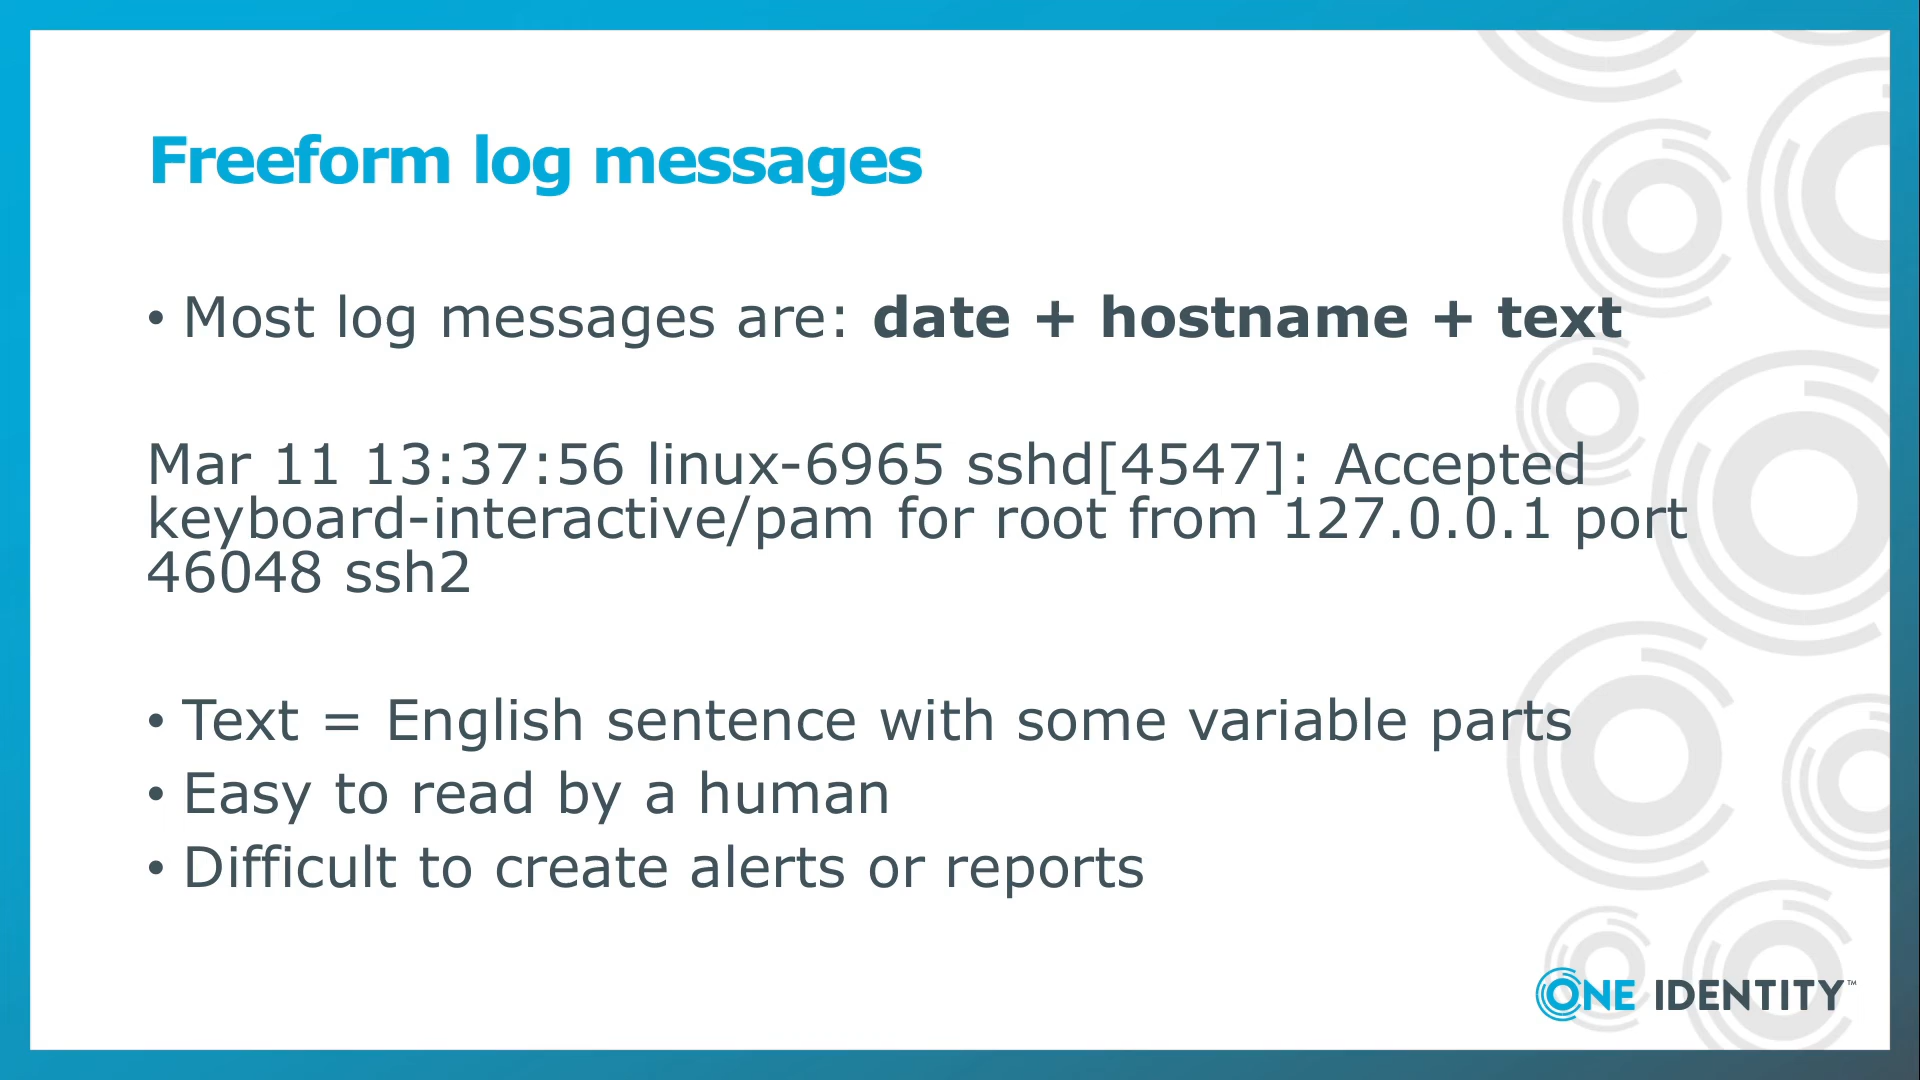 Freeform log messages
• Most log messages are: date + hostname + text
Mar 11 13:37:56 linux-6965 sshd[4547]: Accepted
keyboard-interactive/pam for root from 127.0.0.1 port
46048 ssh2
• Text = English sentence with some variable parts
• Easy to read by a human
• Difficult to create alerts or reports
ONE IDENTITY™